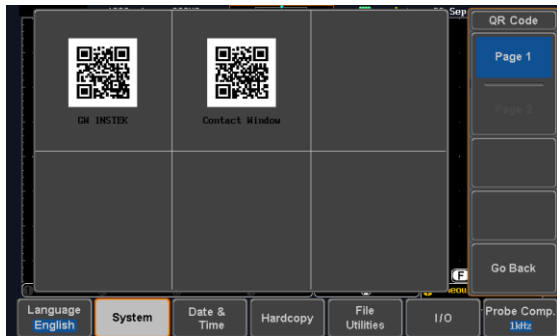 Sep
QR Code
Page 1
Page 2
GW INSTEK
Contact Window
Go Back
F
Language
English
System
Date &
Time
Hardcopy
File
Utilities
I/O
Probe Comp.
1kHz